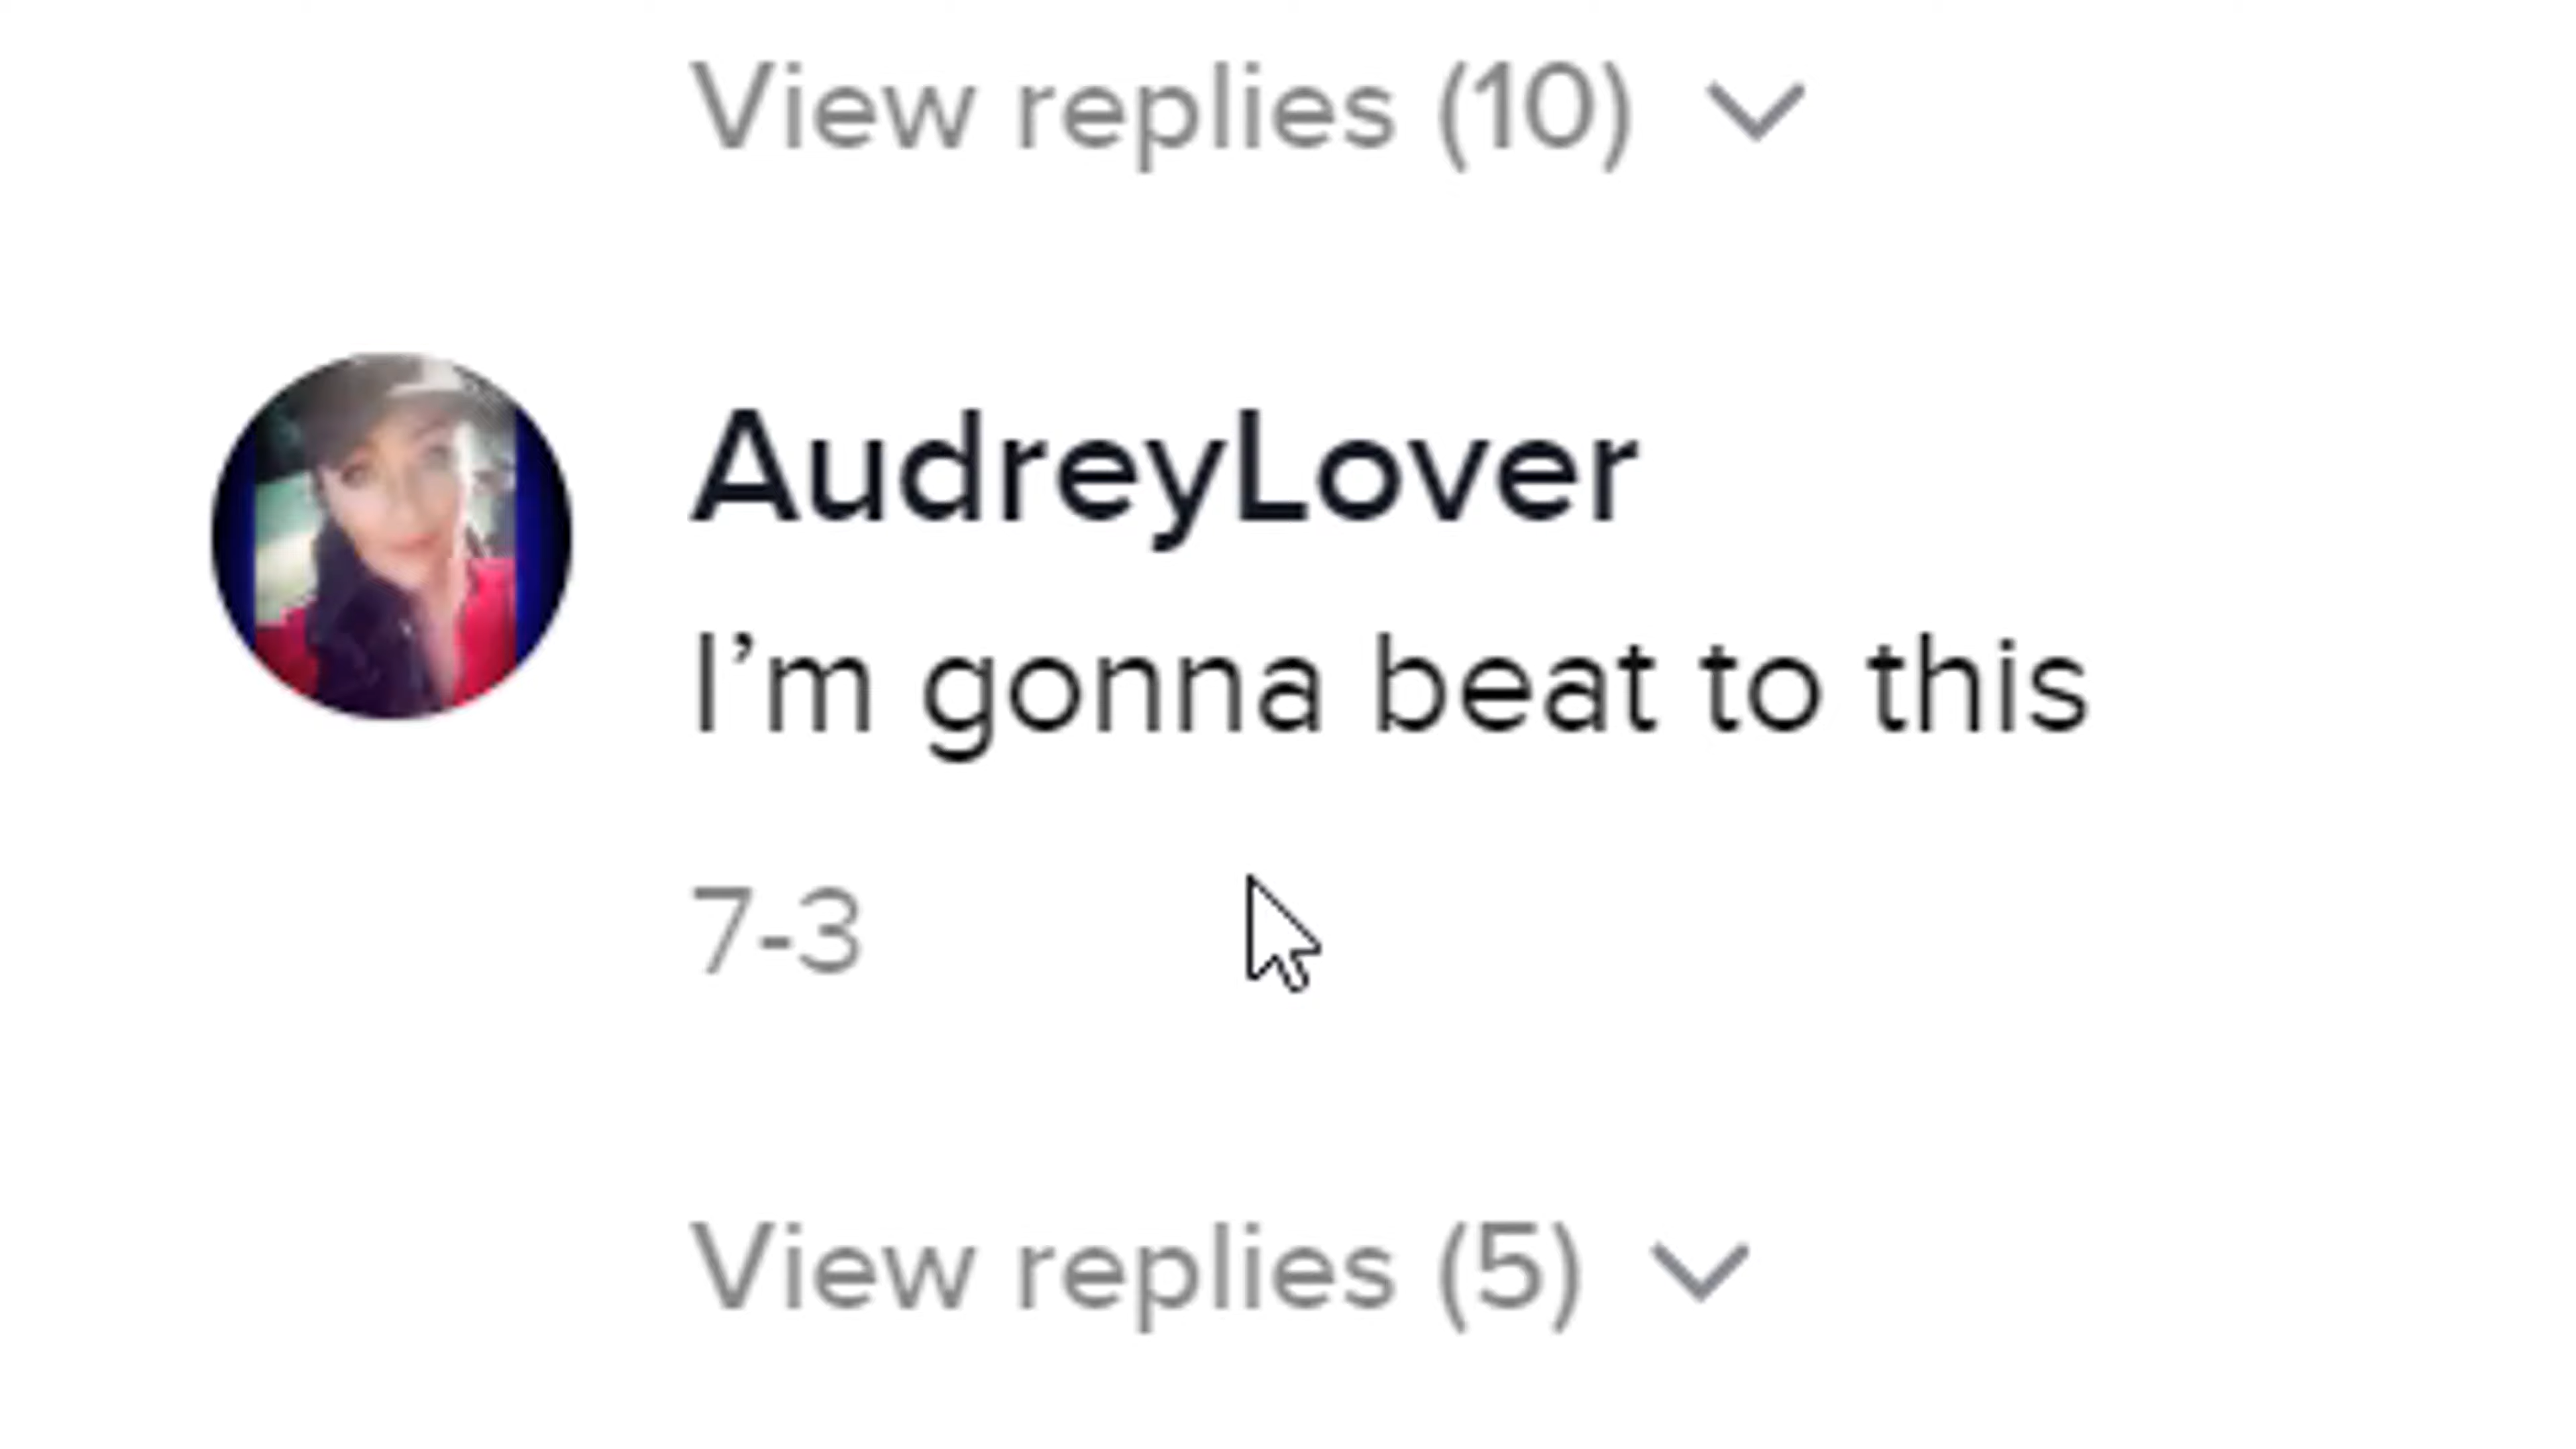 View replies (10)
AudreyLover
I’m gonna beat to this
7-3
View replies (5)